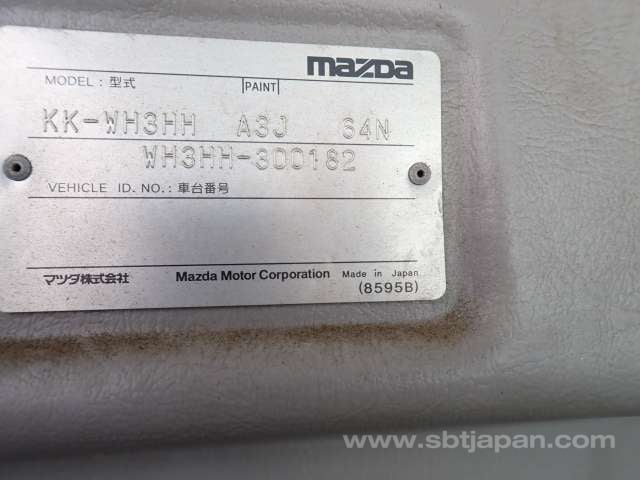 mazda
MODEL : 型式 PAINT
KK-WH3HH A3J S4N
WH3HH-300182
VEHICLE ID. NO. : 車台番号
マツダ株式会社 Mazda Motor Corporation Made in Japan
(8595B)
www.sbtjapan.com